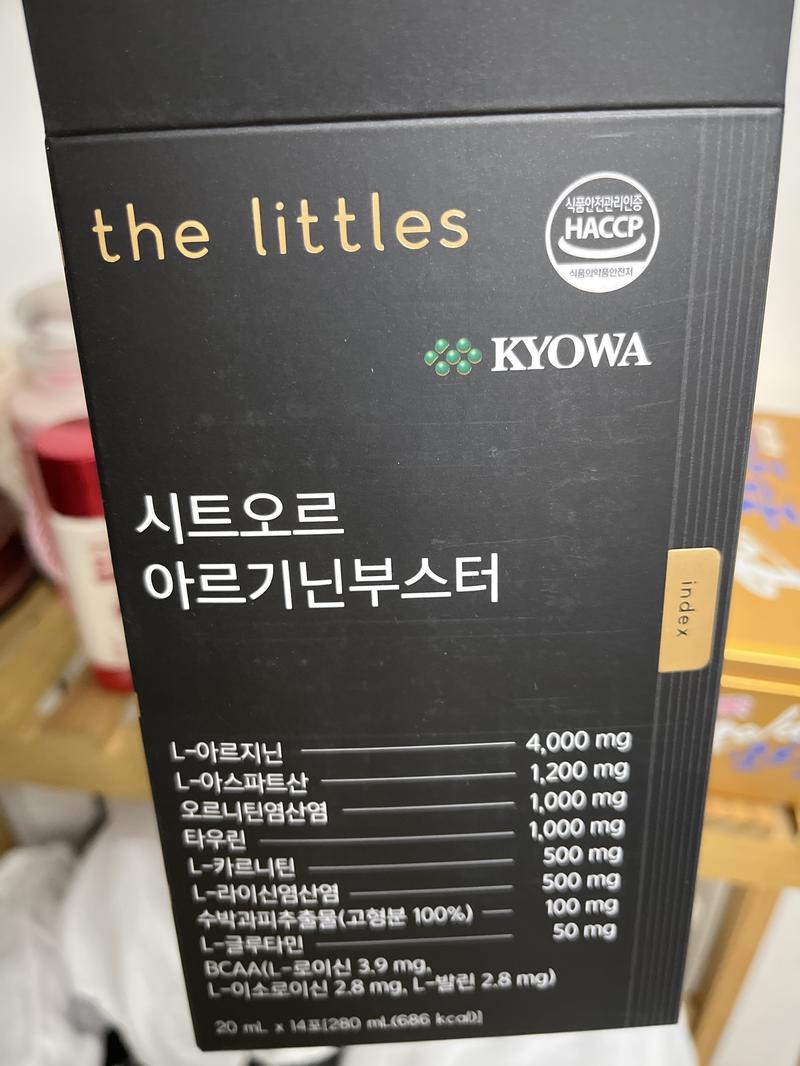 the littles
식품안전관리인증
HACCP
식품의약품안전처
KYOWA
시트오르
아르기닌부스터
index
L-아르지닌 4,000 mg
L-아스파트산 1,200 mg
오르니틴염산염 1,000 mg
타우린 1,000 mg
L-카르니틴 500 mg
L-라이신염산염 500 mg
수박과피추출물(고형분 100%) 100 mg
L-글루타민 50 mg
BCAA(L-로이신 3.9 mg,
L-이소로이신 2.8 mg, L-발린 2.8 mg)
20 mL x 14포[280 mL(686 kcal)]